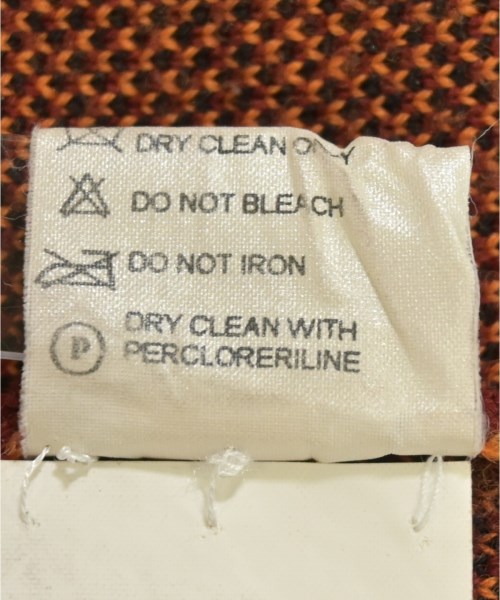 DRY CLEAN ONLY
DO NOT BLEACH
DO NOT IRON
P
DRY CLEAN WITH
PERCLORERILINE